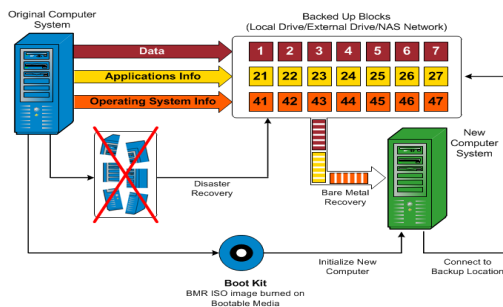 Original Computer
System
Backed Up Blocks
(Local Drive/External Drive/NAS Network)
Data
1 2 3 4 5 6 7
Applications Info
21 22 23 24 25 26 27
Operating System Info
41 42 43 44 45 46 47
New
Computer
System
Disaster
Recovery
Bare Metal
Recovery
Initialize New
Computer
Connect to
Backup Location
Boot Kit
BMR ISO image burned on
Bootable Media